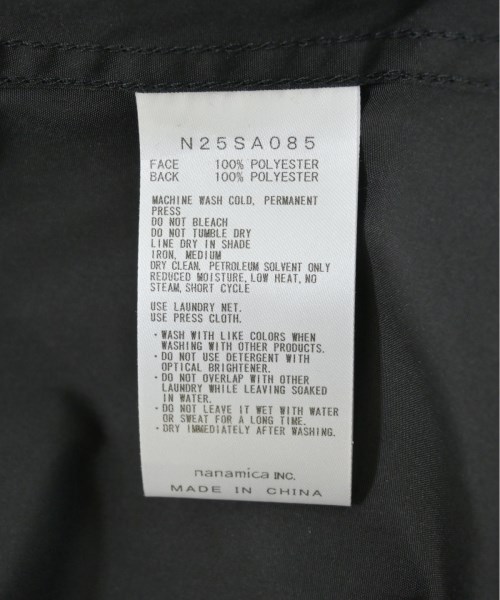 N25SA085
FACE 100% POLYESTER
BACK 100% POLYESTER
MACHINE WASH COLD, PERMANENT
PRESS
DO NOT BLEACH
DO NOT TUMBLE DRY
LINE DRY IN SHADE
IRON, MEDIUM
DRY CLEAN, PETROLEUM SOLVENT ONLY
REDUCED MOISTURE, LOW HEAT, NO
STEAM, SHORT CYCLE
USE LAUNDRY NET.
USE PRESS CLOTH.
・WASH WITH LIKE COLORS WHEN
WASHING WITH OTHER PRODUCTS.
・DO NOT USE DETERGENT WITH
OPTICAL BRIGHTENER.
・DO NOT OVERLAP WITH OTHER
LAUNDRY WHILE LEAVING SOAKED
IN WATER.
・DO NOT LEAVE IT WET WITH WATER
OR SWEAT FOR A LONG TIME.
・DRY IMMEDIATELY AFTER WASHING.
nanamica INC.
MADE IN CHINA